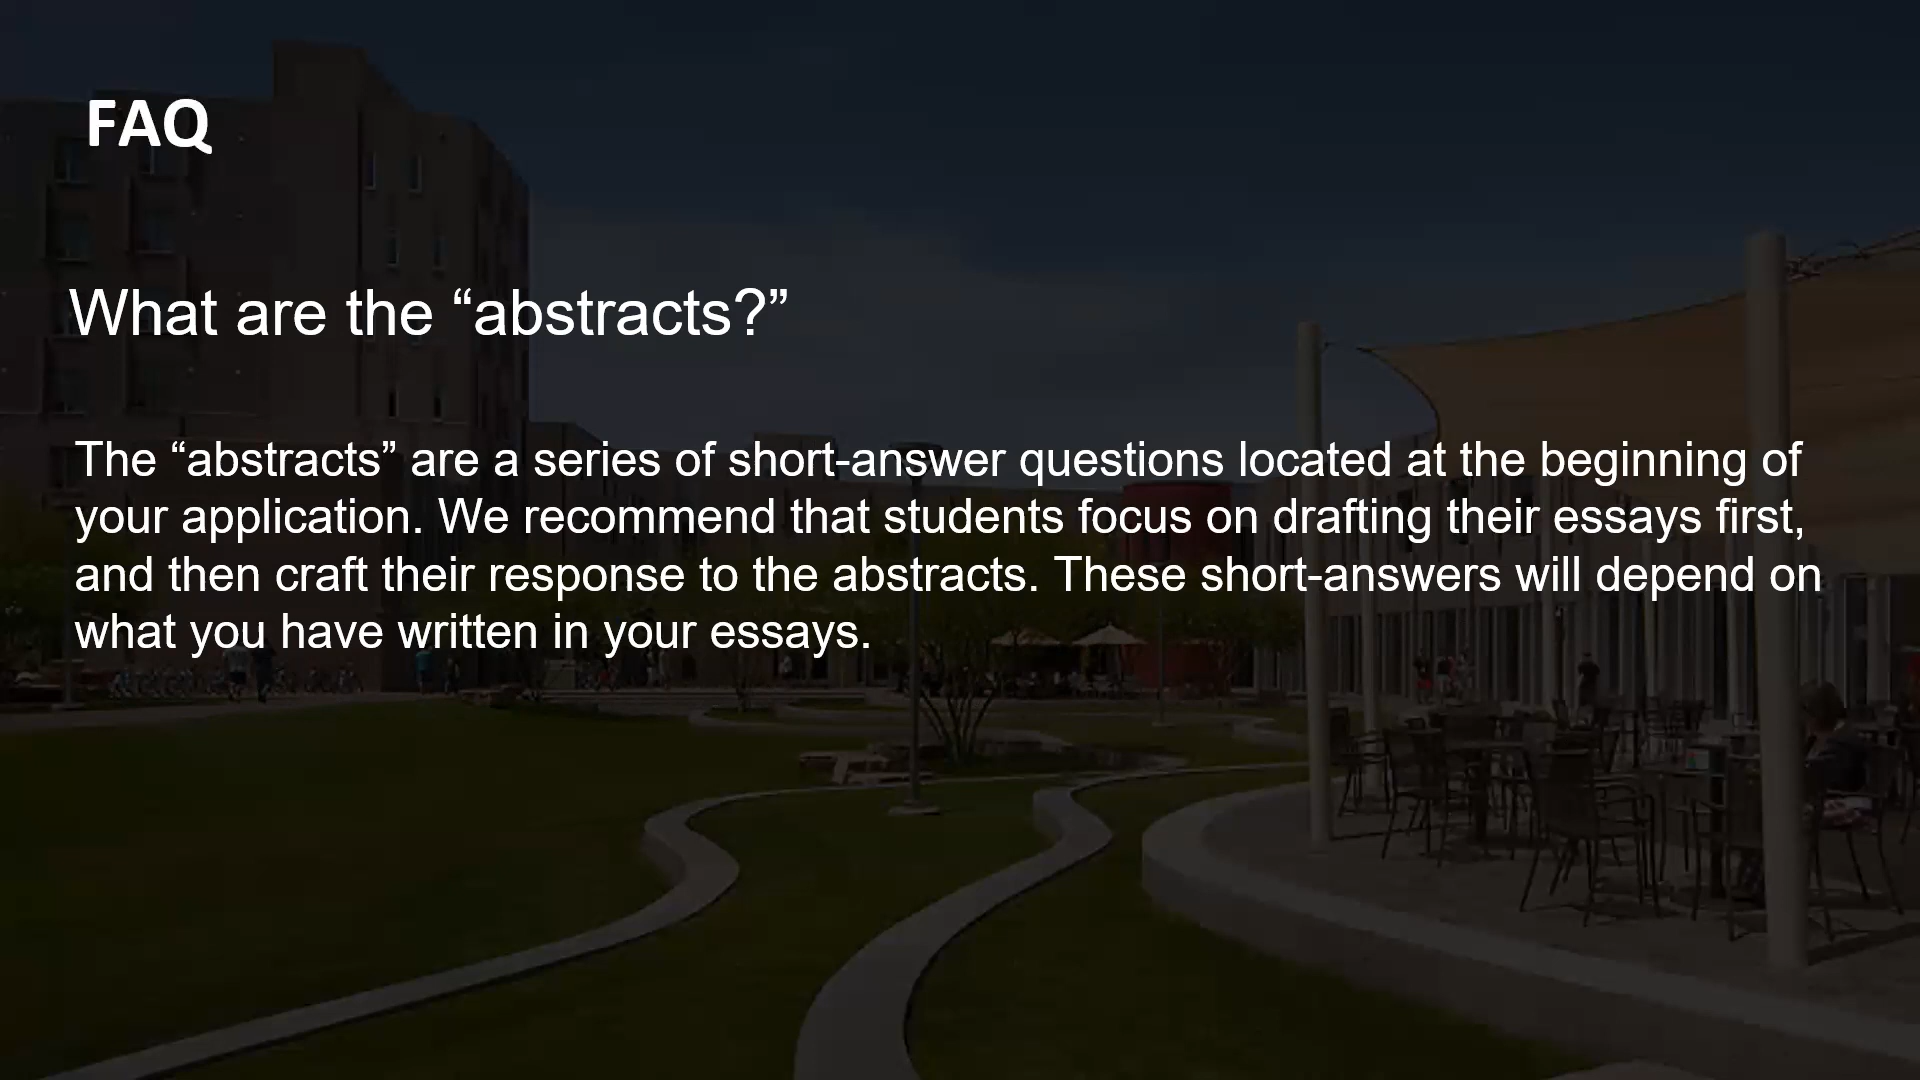 FAQ
What are the “abstracts?”
The “abstracts” are a series of short-answer questions located at the beginning of
your application. We recommend that students focus on drafting their essays first,
and then craft their response to the abstracts. These short-answers will depend on
what you have written in your essays.